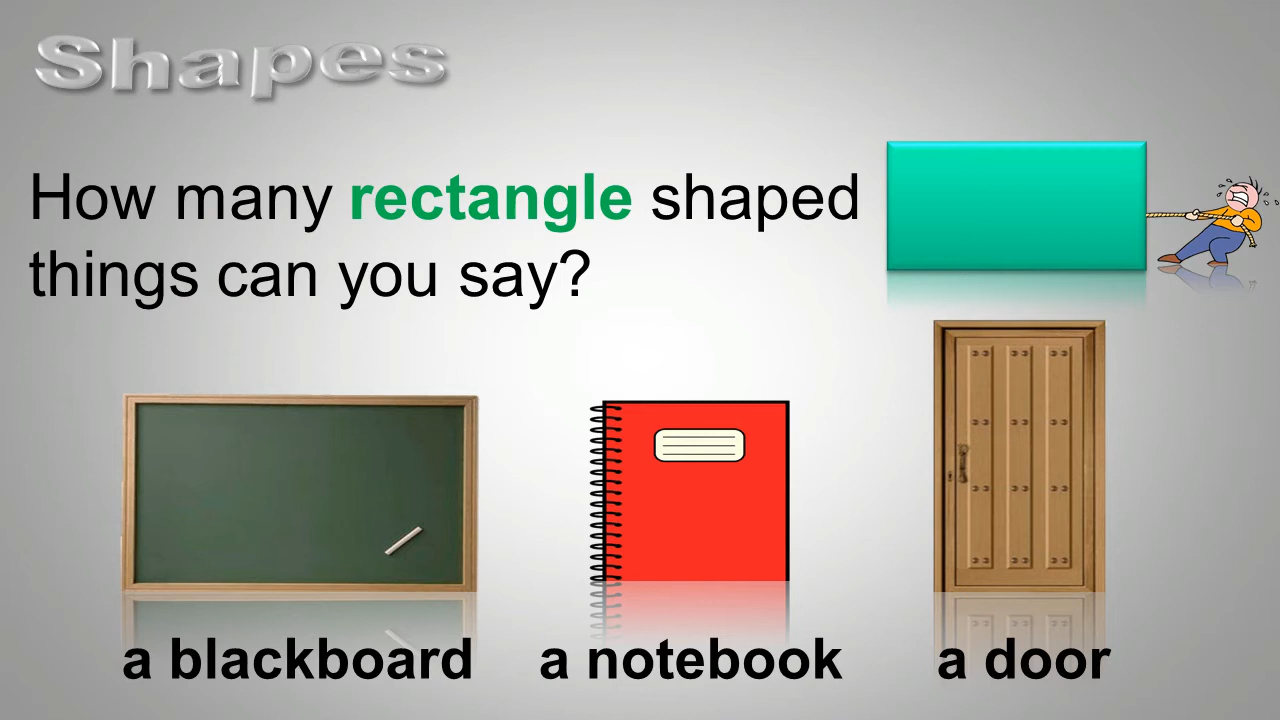 Shapes
How many rectangle shaped
things can you say?
a blackboard
a notebook
a door